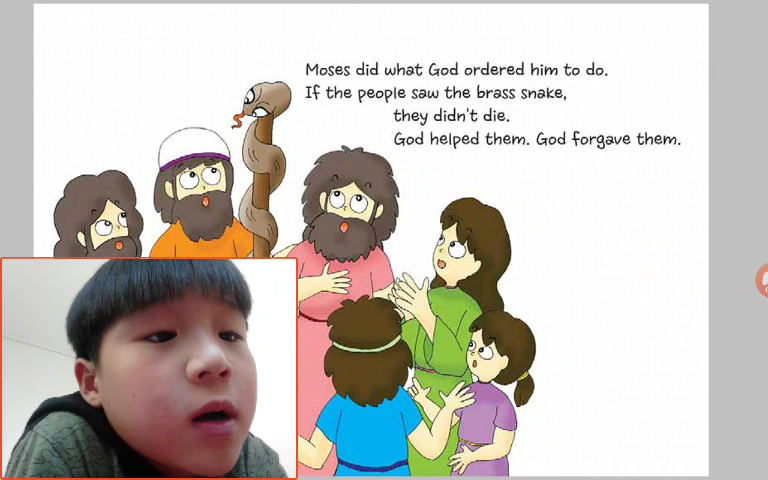 Moses did what God ordered him to do.
If the people saw the brass snake,
they didn't die.
God helped them. God forgave them.